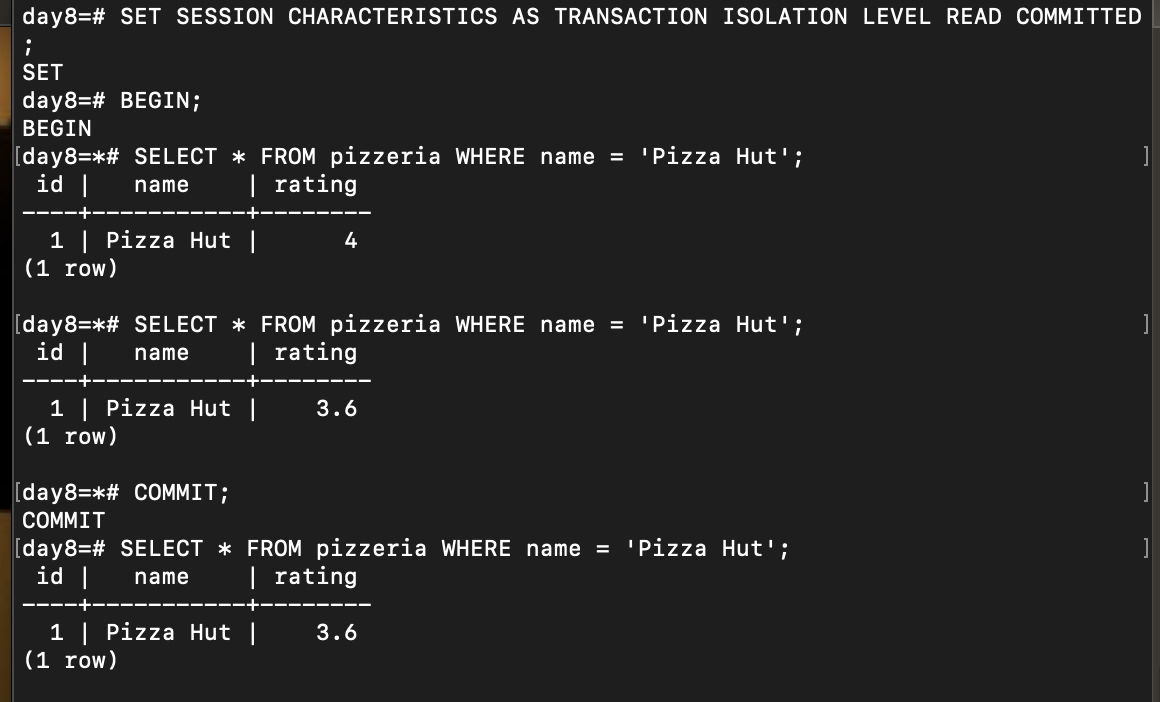 day8=# SET SESSION CHARACTERISTICS AS TRANSACTION ISOLATION LEVEL READ COMMITTED
;
SET
day8=# BEGIN;
BEGIN
[day8=*# SELECT * FROM pizzeria WHERE name = 'Pizza Hut'; ]
 id |   name    | rating
----+-----------+--------
  1 | Pizza Hut |      4
(1 row)

[day8=*# SELECT * FROM pizzeria WHERE name = 'Pizza Hut'; ]
 id |   name    | rating
----+-----------+--------
  1 | Pizza Hut |    3.6
(1 row)

[day8=*# COMMIT; ]
COMMIT
[day8=# SELECT * FROM pizzeria WHERE name = 'Pizza Hut'; ]
 id |   name    | rating
----+-----------+--------
  1 | Pizza Hut |    3.6
(1 row)